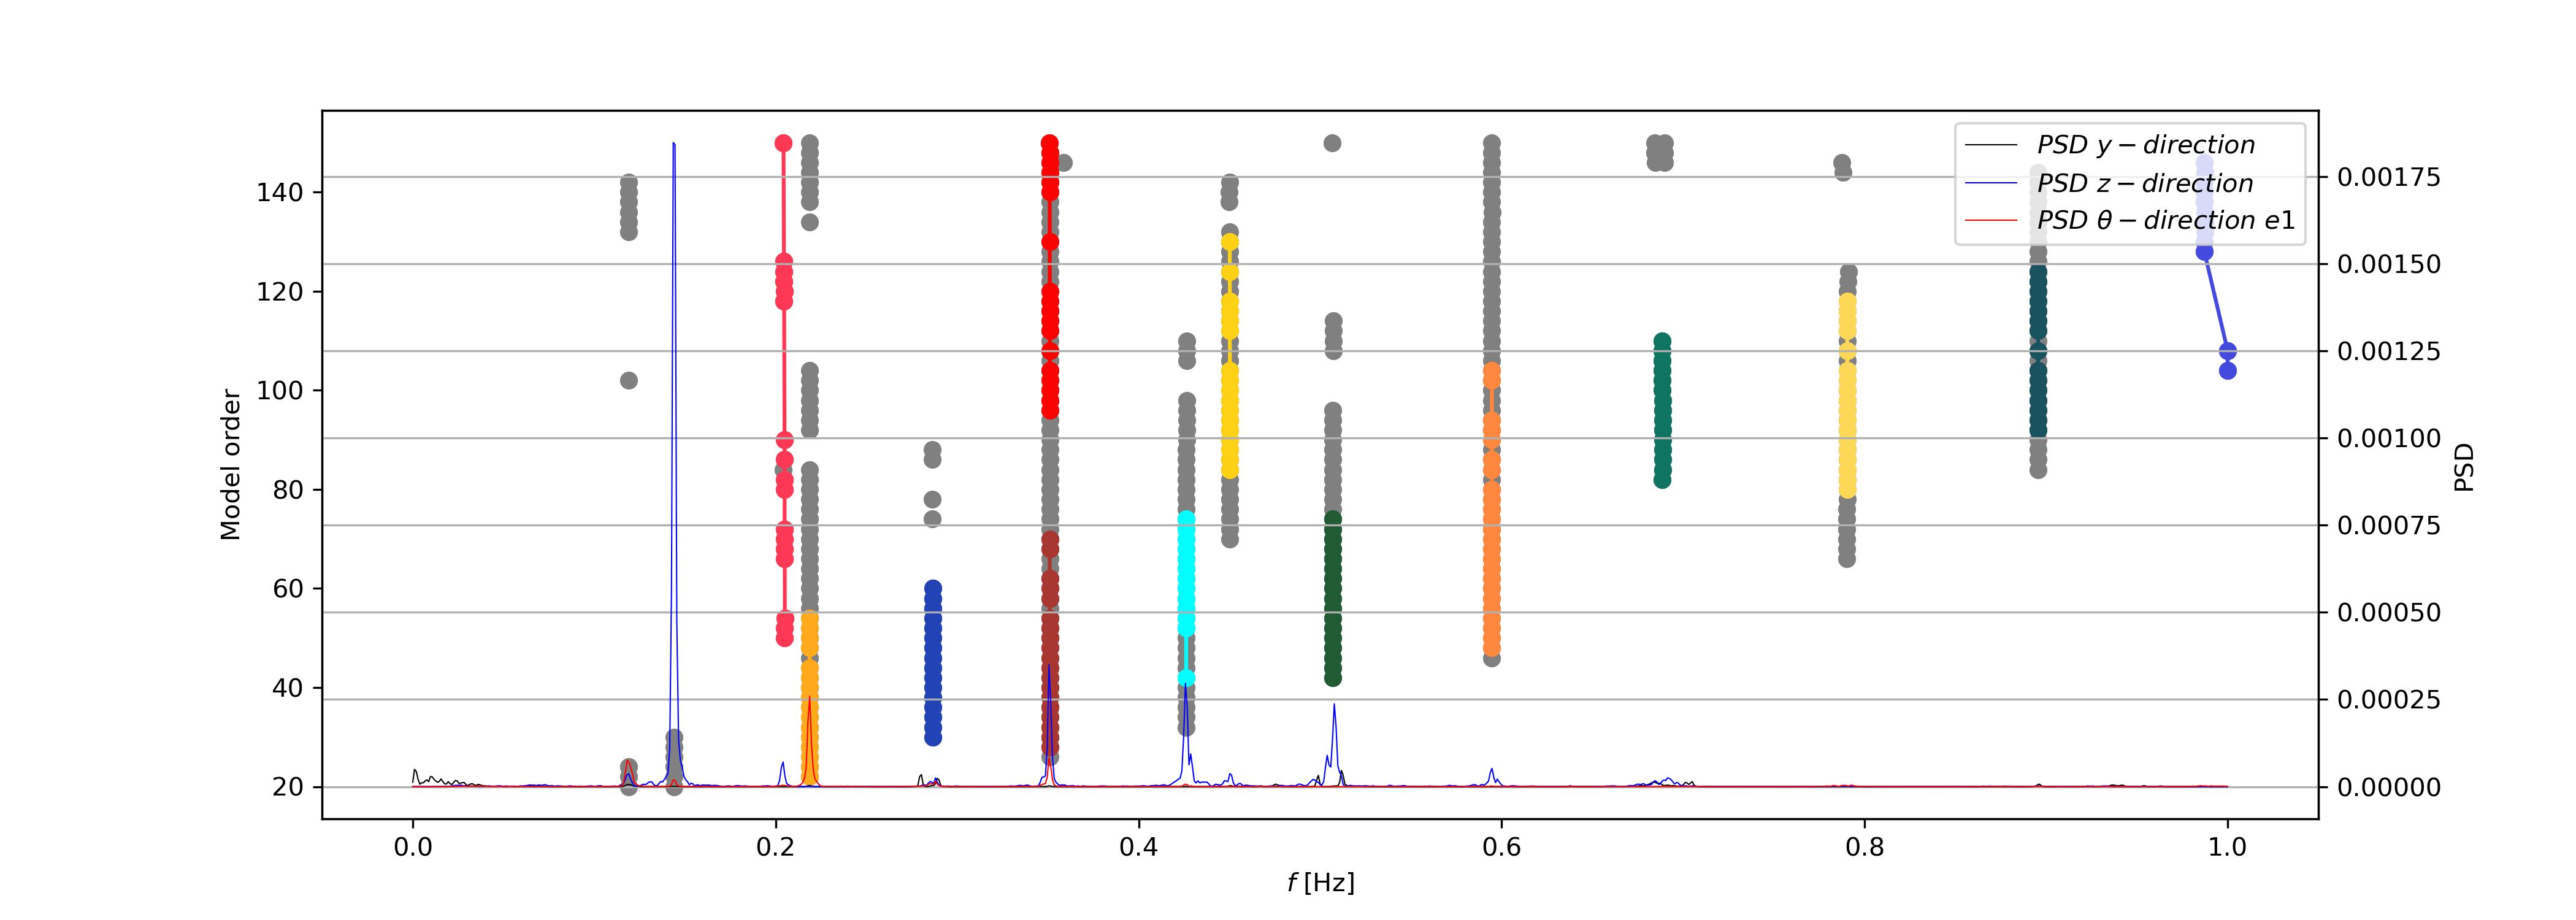 PSD y − direction
PSD z − direction
PSD θ − direction e1
140
120
100
80
60
40
20
Model order
0.00175
0.00150
0.00125
0.00100
0.00075
0.00050
0.00025
0.00000
PSD
0.0 0.2 0.4 0.6 0.8 1.0
f [Hz]